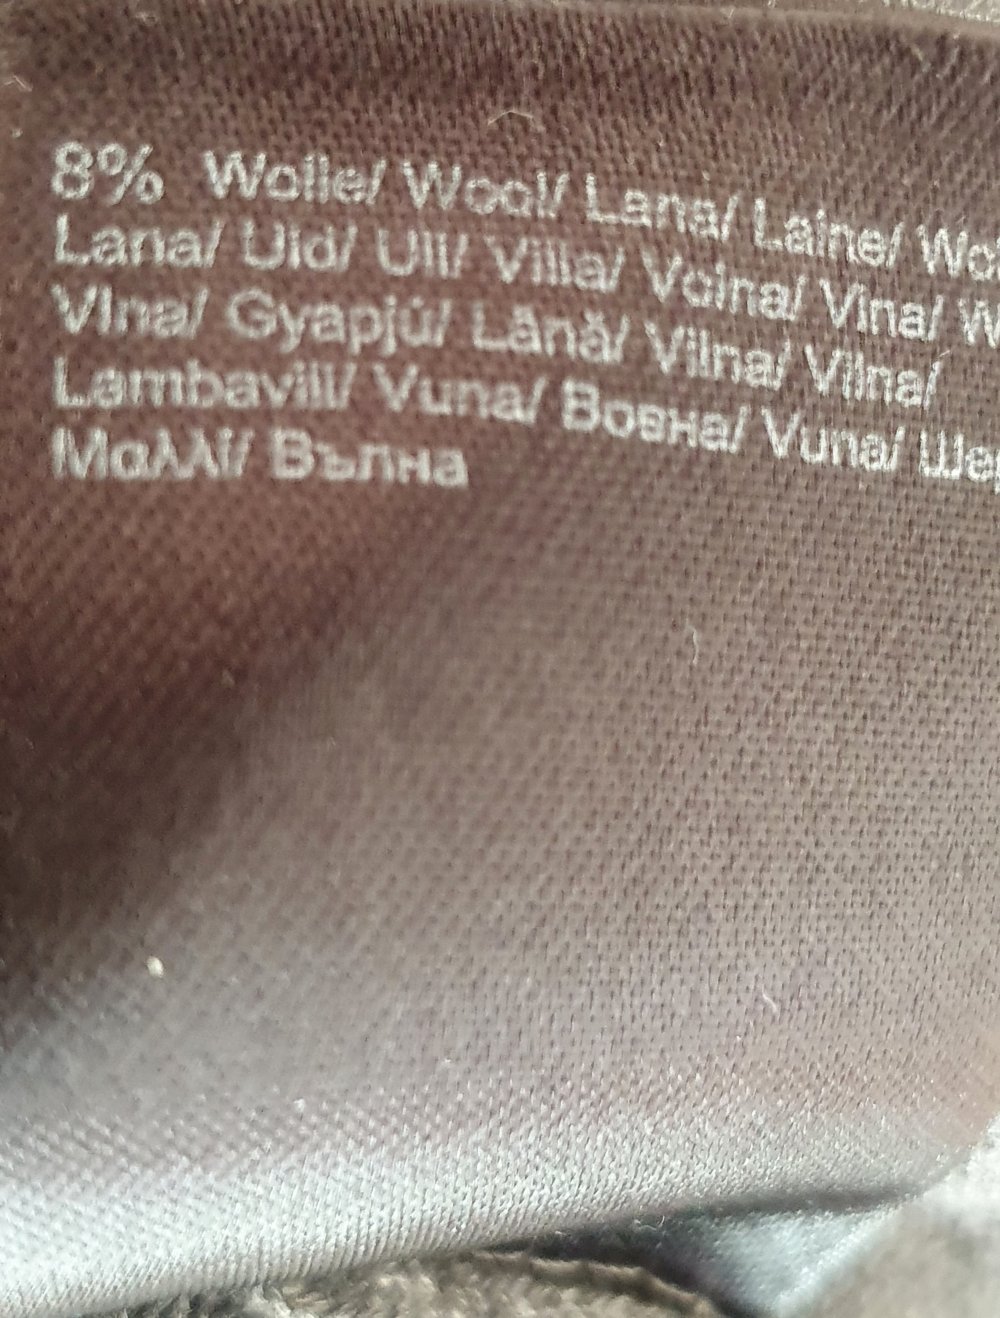 8% Wolle/ Wool/ Lana/ Laine/
Lana/ Uld/ Ull/ Villa/ Volna/ Vlna/
Vlna/ Gyapjú/ Lână/ Vilna/ Vilna/
Lambavill/ Vuna/ Вовна/ Vuna/
Μαλλί/ Вълна